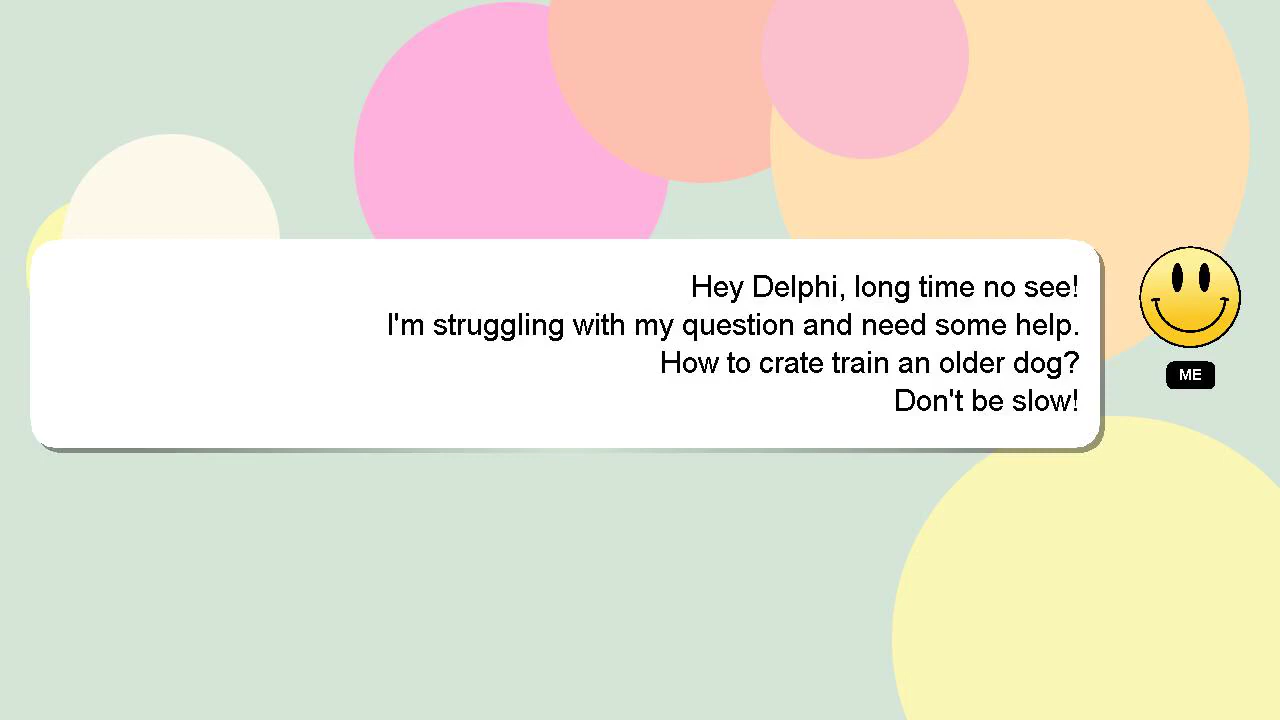 Hey Delphi, long time no see!
I'm struggling with my question and need some help.
How to crate train an older dog?
Don't be slow!
ME